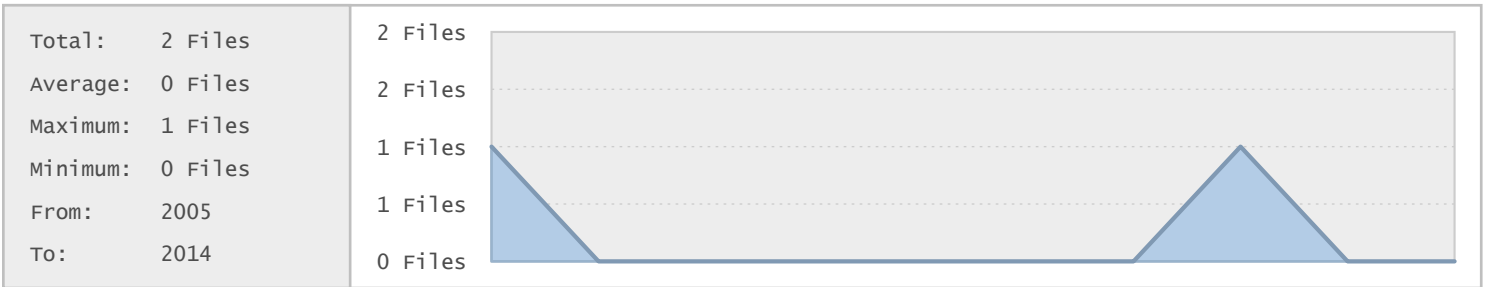 Total: 2 Files
Average: 0 Files
Maximum: 1 Files
Minimum: 0 Files
From: 2005
To: 2014
2 Files
2 Files
1 Files
1 Files
0 Files